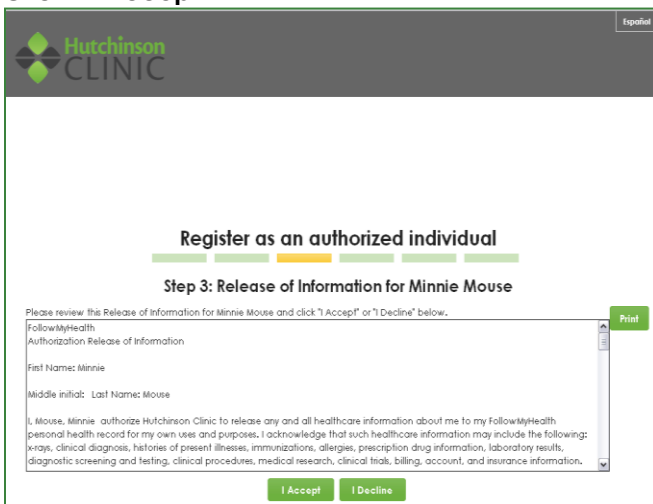 Español
Hutchinson
CLINIC
Register as an authorized individual
Step 3: Release of Information for Minnie Mouse
Please review this Release of Information for Minnie Mouse and click "I Accept" or "I Decline" below.
Print
FollowMyHealth
Authorization Release of Information
First Name: Minnie
Middle initial: Last Name: Mouse
I, Mouse, Minnie authorize Hutchinson Clinic to release any and all healthcare information about me to my FollowMyHealth
personal health record for my own uses and purposes. I acknowledge that such healthcare information may include the following:
x-rays, clinical diagnosis, histories of present illnesses, immunizations, allergies, prescription drug information, laboratory results,
diagnostic screening and testing, clinical procedures, medical research, clinical trials, billing, account, and insurance information.
I Accept I Decline